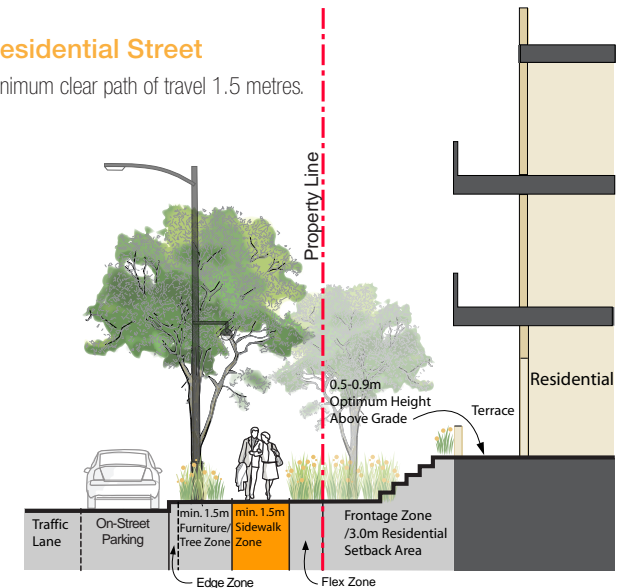 esidential Street
nimum clear path of travel 1.5 metres.
Property Line
0.5-0.9m
Optimum Height
Above Grade
Terrace
Residential
Traffic
Lane
On-Street
Parking
min. 1.5m
Furniture/
Tree Zone
min. 1.5m
Sidewalk
Zone
Frontage Zone
/3.0m Residential
Setback Area
Edge Zone
Flex Zone